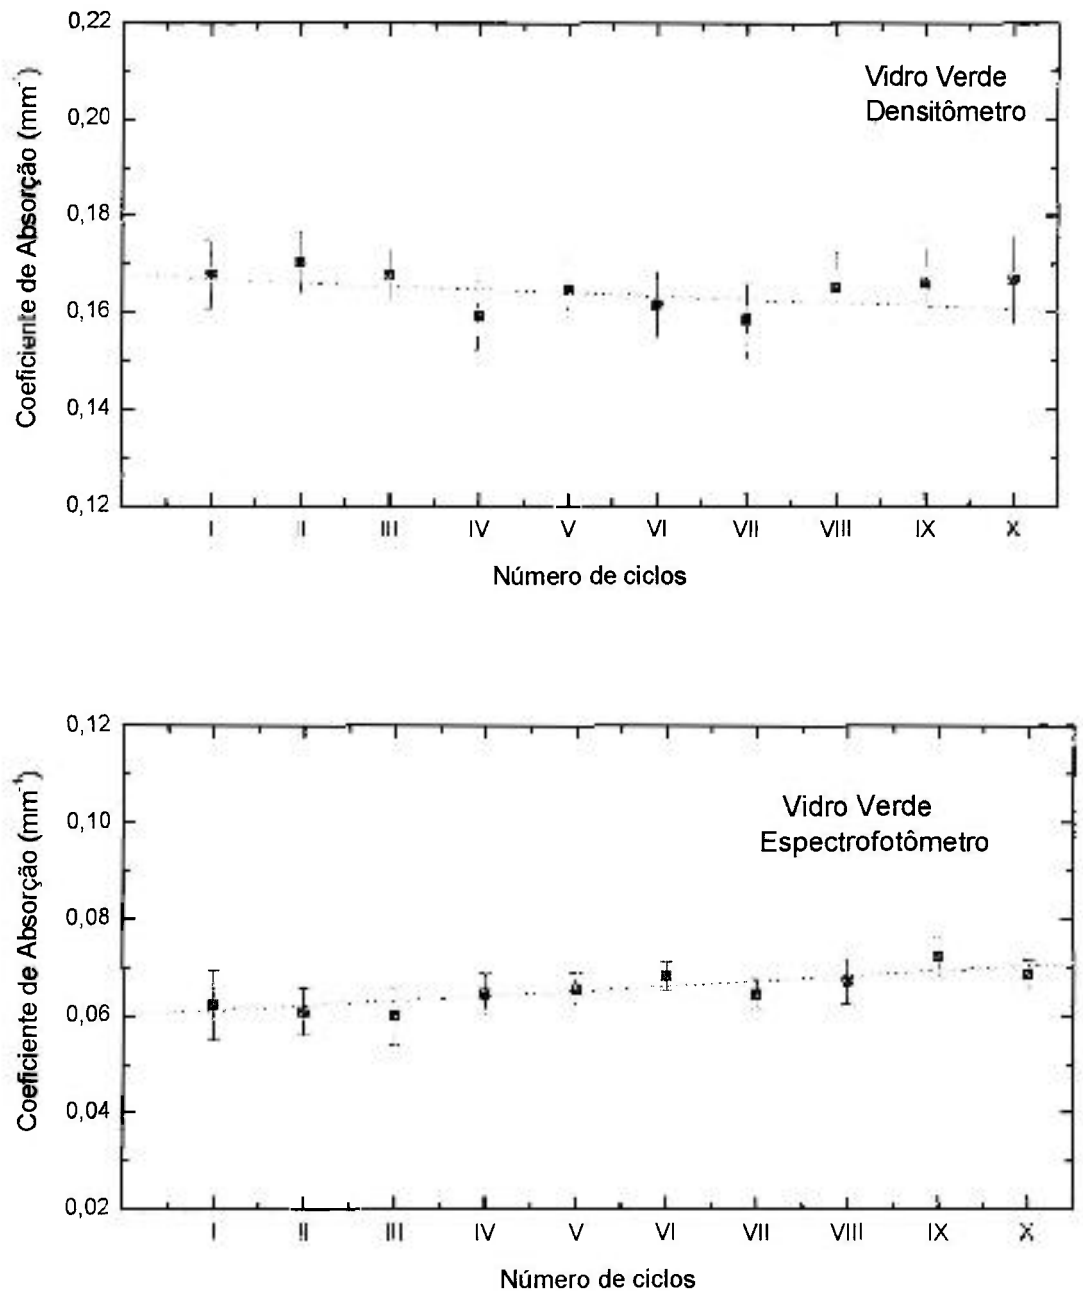 0,22
0,20
0,18
0,16
0,14
0,12
Coeficiente de Absorção (mm⁻¹)
Vidro Verde
Densitômetro
I II III IV V VI VII VIII IX X
Número de ciclos
0,12
0,10
0,08
0,06
0,04
0,02
Coeficiente de Absorção (mm⁻¹)
Vidro Verde
Espectrofotômetro
I II III IV V VI VII VIII IX X
Número de ciclos